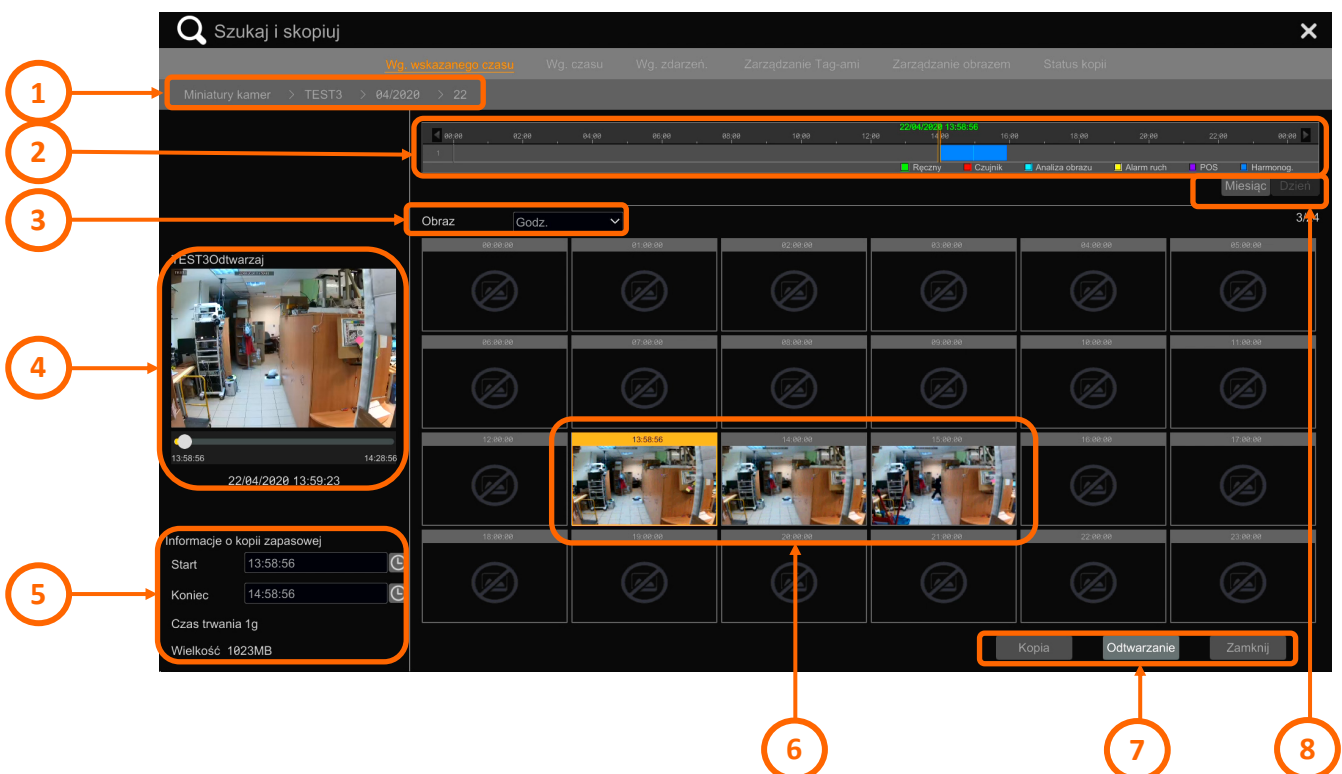 Szukaj i skopiuj
Wg. wskazanego czasu Wg. czasu Wg. zdarzeń. Zarządzanie Tag-ami Zarządzanie obrazem Status kopii
1
Miniatury kamer > TEST3 > 04/2020 > 22
2
22/04/2020 13:58:56
00:00 02:00 04:00 06:00 08:00 10:00 12:00 14:00 16:00 18:00 20:00 22:00 00:00
1
Ręczny Czujnik Analiza obrazu Alarm ruch POS Harmonog.
Miesiąc Dzień
3
Obraz Godz.
00:00:00 01:00:00 02:00:00 03:00:00 04:00:00 05:00:00
TEST3Odtwarzaj
4
06:00:00 07:00:00 08:00:00 09:00:00 10:00:00 11:00:00
12:00:00 13:58:56 14:00:00 15:00:00 16:00:00 17:00:00
13:58:56 14:28:56
22/04/2020 13:59:23
18:00:00 19:00:00 20:00:00 21:00:00 22:00:00 23:00:00
Informacje o kopii zapasowej
Start 13:58:56
5
Koniec 14:58:56
Czas trwania 1g
Wielkość 1023MB
Kopia Odtwarzanie Zamknij
6
7
8